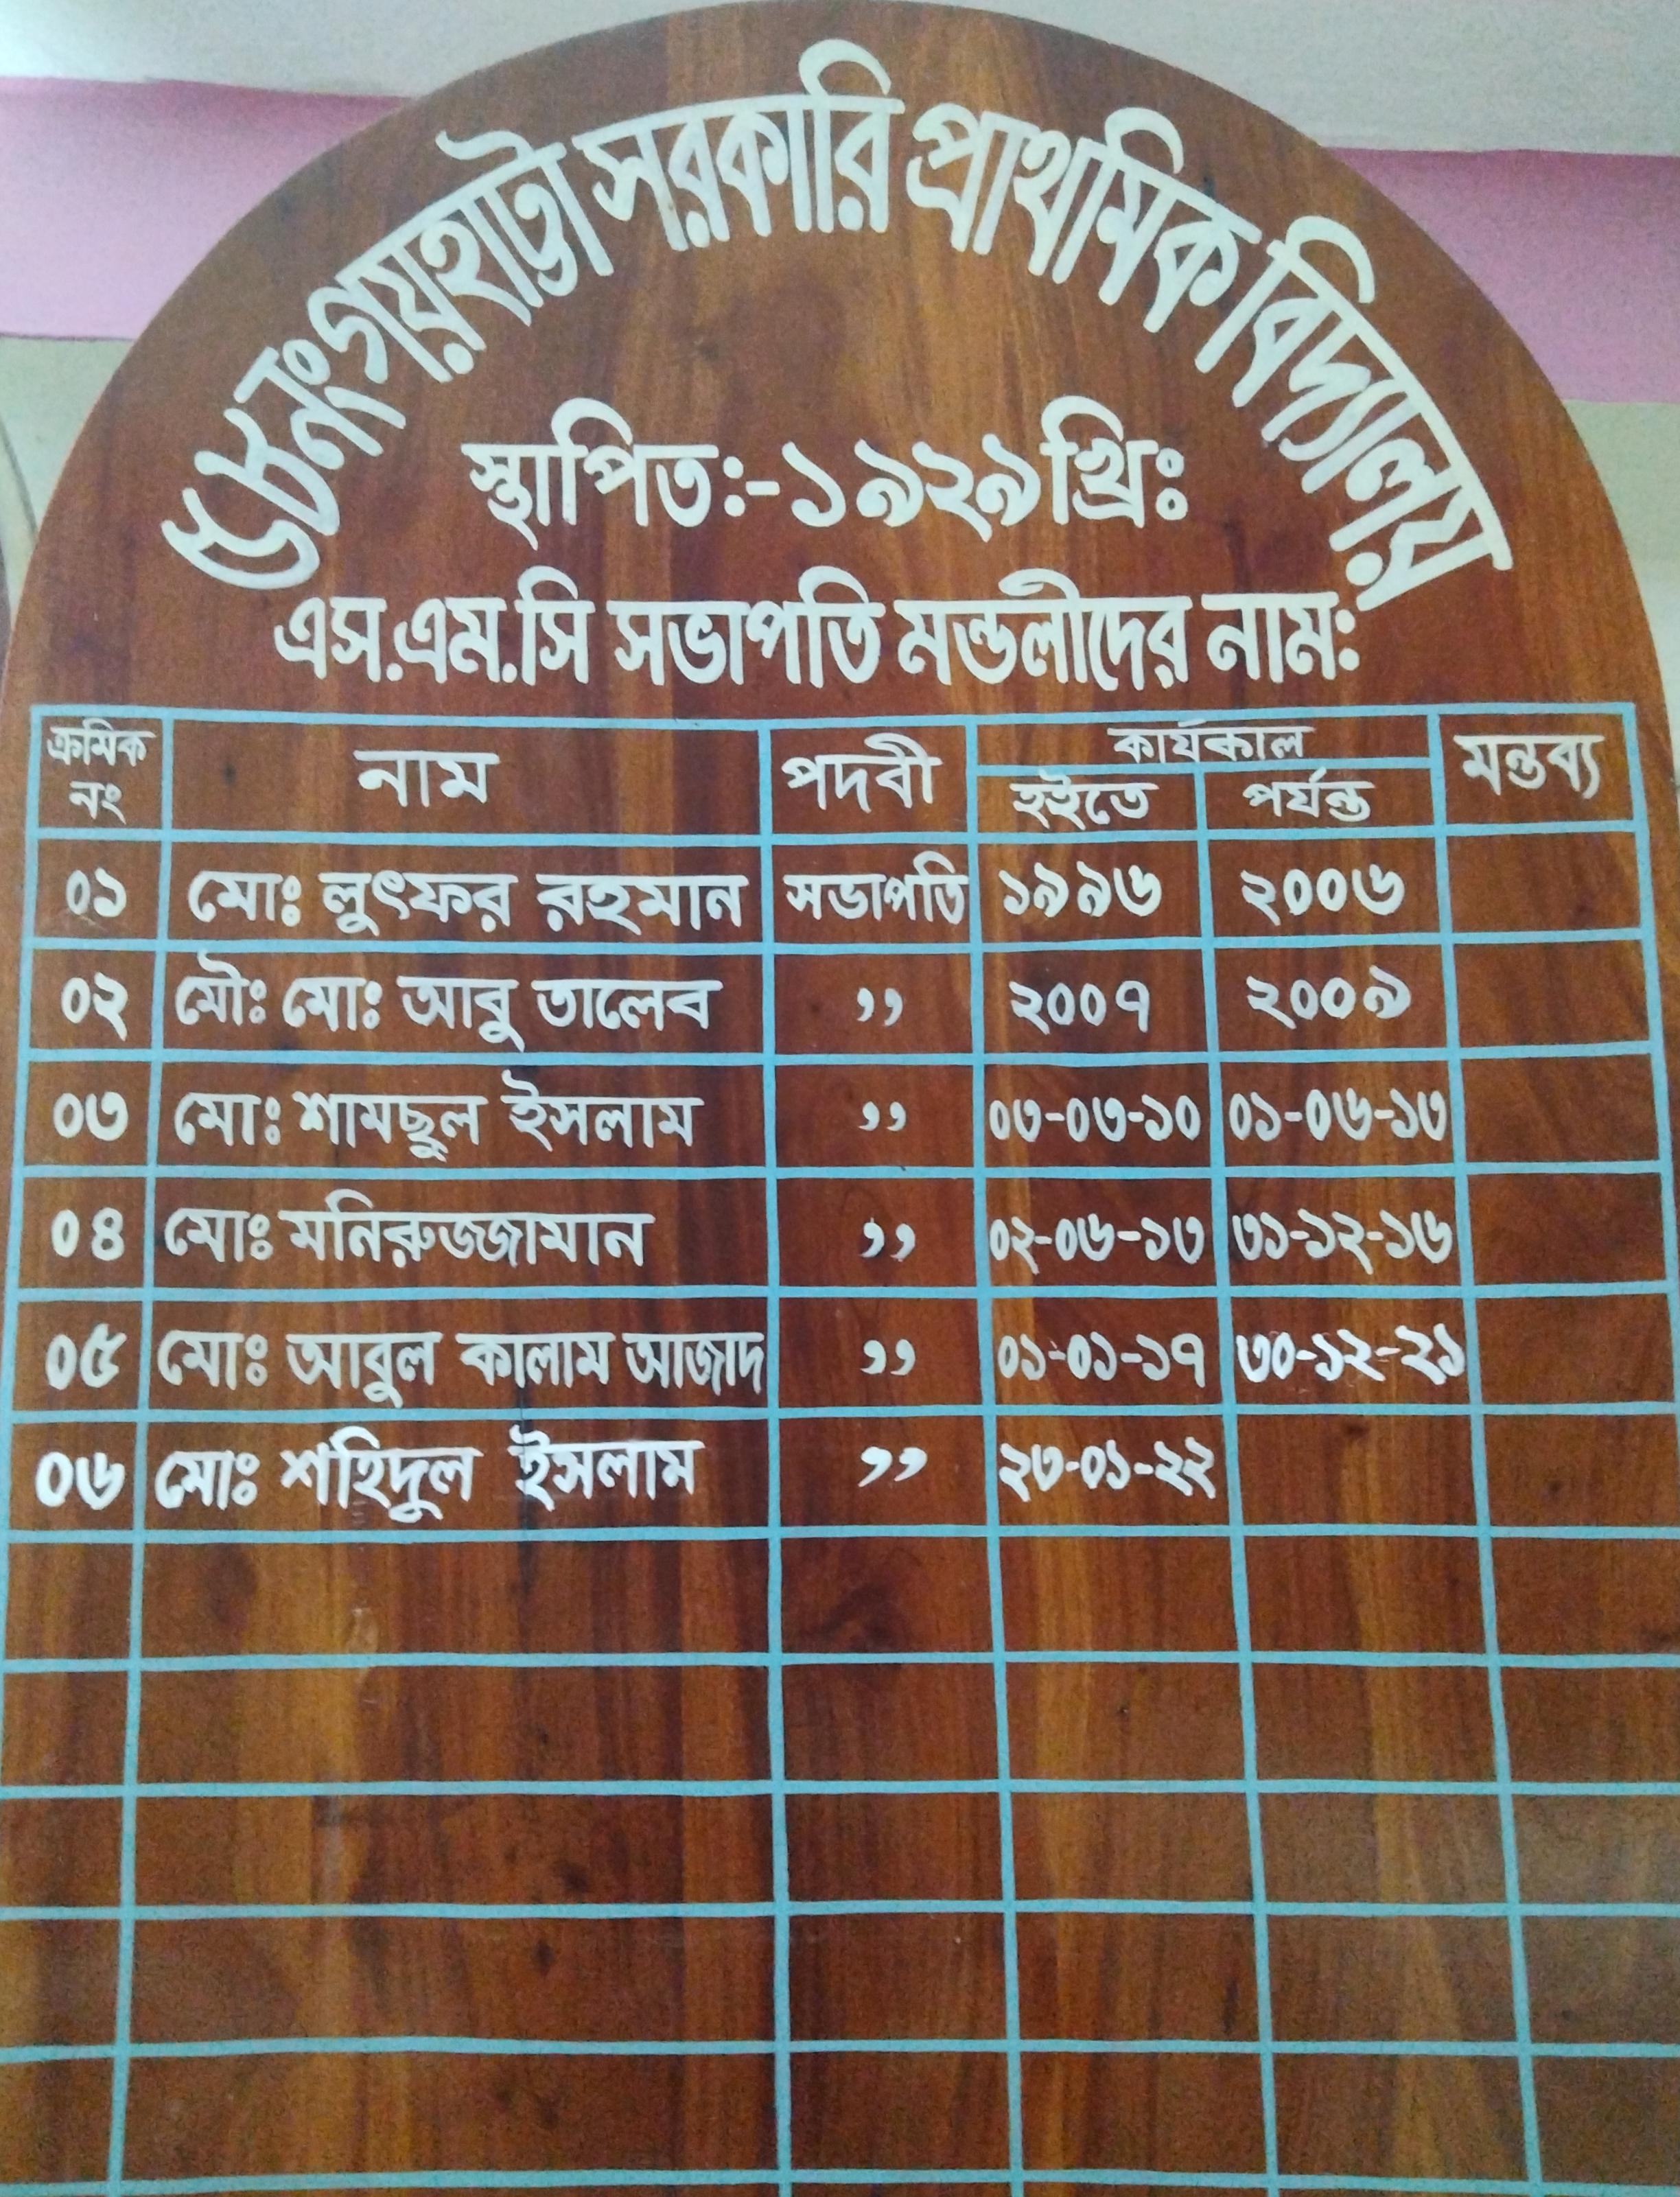 ৬৮নং গয়হাট্টা সরকারি প্রাথমিক বিদ্যালয়
স্থাপিত:-১৯২৯খ্রিঃ
এস.এম.সি সভাপতি মন্ডলীদের নাম:
ক্রমিক নং নাম পদবী কার্যকাল হইতে পর্যন্ত মন্তব্য
০১ মোঃ লুৎফর রহমান সভাপতি ১৯৯৬ ২০০৬
০২ মৌঃ মোঃ আবু তালেব ,, ২০০৭ ২০০৯
০৩ মোঃ শামছুল ইসলাম ,, ০৩-০৩-১০ ০১-০৬-১৩
০৪ মোঃ মনিরুজ্জামান ,, ০২-০৬-১৩ ৩১-১২-১৬
০৫ মোঃ আবুল কালাম আজাদ ,, ০১-০১-১৭ ৩০-১২-২১
০৬ মোঃ শহিদুল ইসলাম ,, ২৩-০১-২২